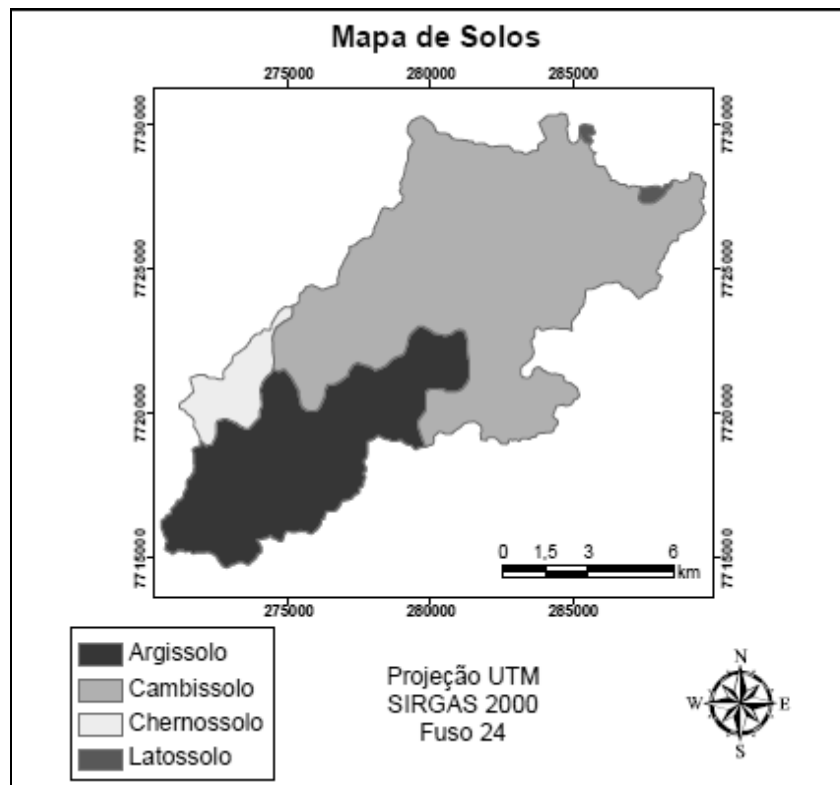 Mapa de Solos
275000 280000 285000
7730000 7730000
7725000 7725000
7720000 7720000
7715000 7715000
0 1,5 3 6
km
275000 280000 285000
Argissolo
Cambissolo
Chernossolo
Latossolo
Projeção UTM
SIRGAS 2000
Fuso 24
N
W E
S